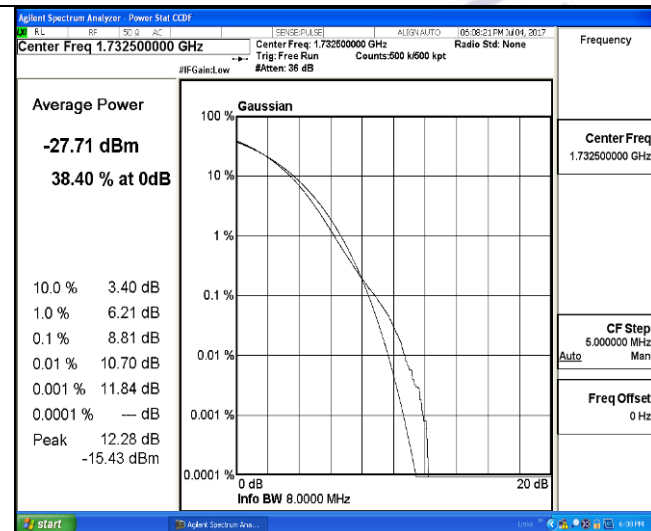 Agilent Spectrum Analyzer - Power Stat CCDF
RL RF 50 Ω AC SENSE:PULSE ALIGN AUTO 05:08:21 PM Jul 04, 2017
Center Freq 1.732500000 GHz
Center Freq: 1.732500000 GHz Radio Std: None
Trig: Free Run Counts:500 k/500 kpt
#IFGain:Low #Atten: 36 dB
Frequency
Average Power
-27.71 dBm
38.40 % at 0dB
10.0 % 3.40 dB
1.0 % 6.21 dB
0.1 % 8.81 dB
0.01 % 10.70 dB
0.001 % 11.84 dB
0.0001 % --- dB
Peak 12.28 dB
-15.43 dBm
Gaussian
100 %
10 %
1 %
0.1 %
0.01 %
0.001 %
0.0001 %
0 dB 20 dB
Info BW 8.0000 MHz
Center Freq
1.732500000 GHz
CF Step
5.000000 MHz
Auto Man
Freq Offset
0 Hz
start Agilent Spectrum Ana... Links » 6:08 PM